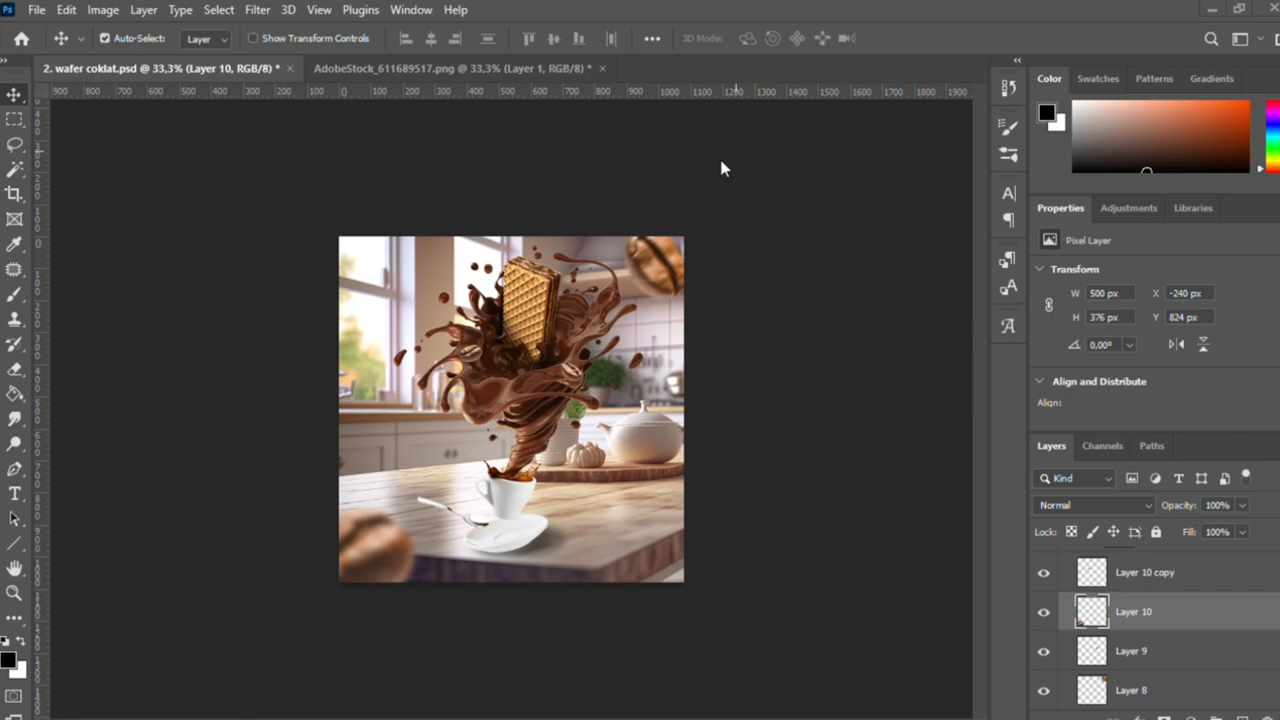 Ps File Edit Image Layer Type Select Filter 3D View Plugins Window Help
Auto-Select: Layer Show Transform Controls 3D Mode:
2. wafer coklat.psd @ 33,3% (Layer 10, RGB/8) * AdobeStock_611689517.png @ 33,3% (Layer 1, RGB/8) *
900 800 700 600 500 400 300 200 100 0 100 200 300 400 500 600 700 800 900 1000 1100 1200 1300 1400 1500 1600 1700 1800 1900
Color Swatches Patterns Gradients
Properties Adjustments Libraries
Pixel Layer
Transform
W 500 px X -240 px
H 376 px Y 824 px
0,00°
Align and Distribute
Align:
Layers Channels Paths
Kind
Normal Opacity: 100%
Lock: Fill: 100%
Layer 10 copy
Layer 10
Layer 9
Layer 8